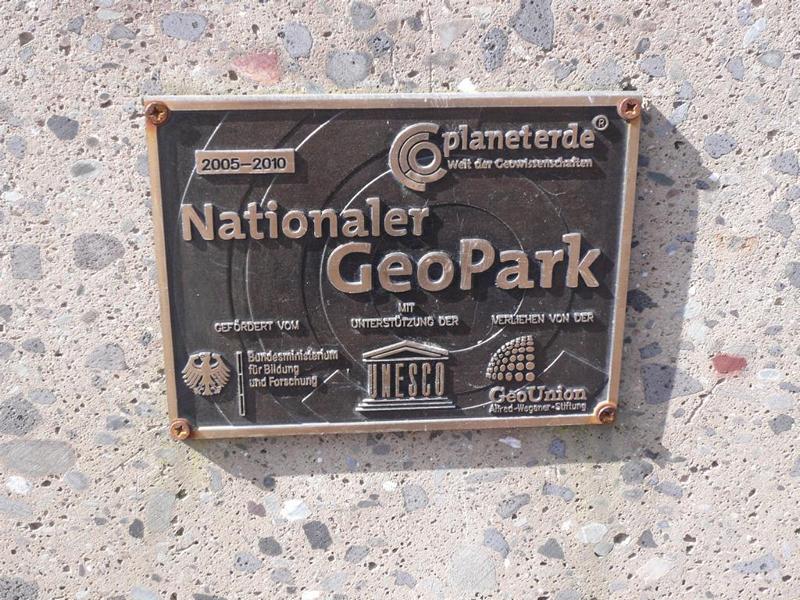 2005–2010
planeterde®
Welt der Geowissenschaften
Nationaler
GeoPark
GEFÖRDERT VOM
Bundesministerium
für Bildung
und Forschung
MIT
UNTERSTÜTZUNG DER
UNESCO
VERLIEHEN VON DER
GeoUnion
Alfred-Wegener-Stiftung